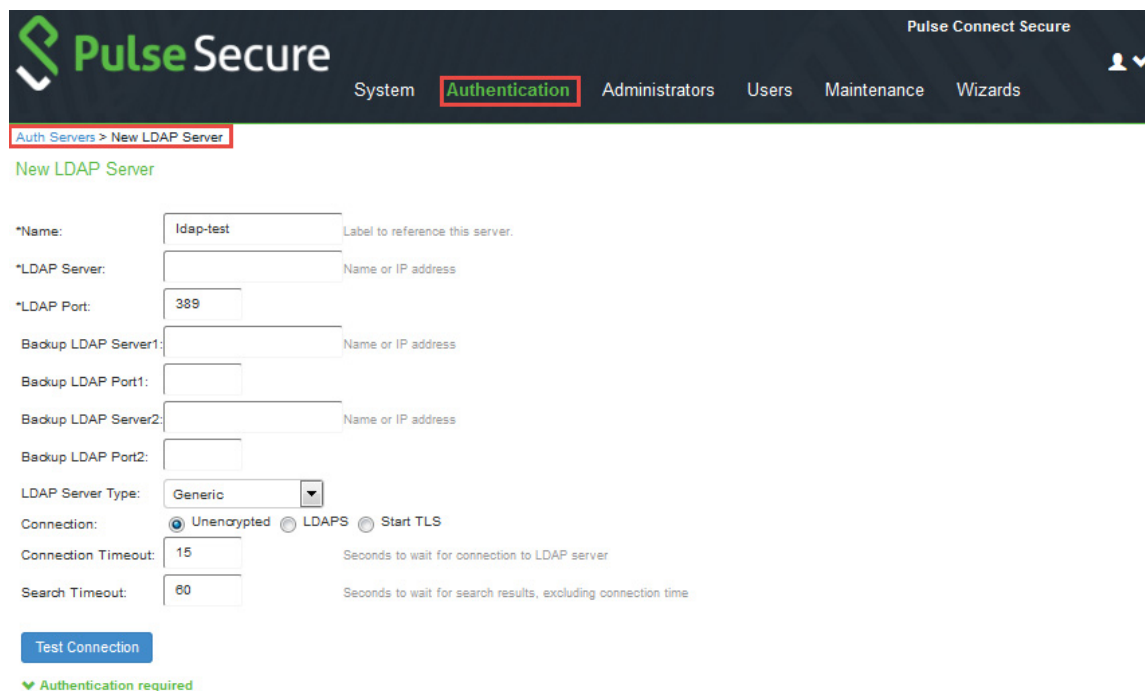 Pulse Secure
Pulse Connect Secure
System Authentication Administrators Users Maintenance Wizards
Auth Servers > New LDAP Server
New LDAP Server
*Name: ldap-test Label to reference this server.
*LDAP Server: Name or IP address
*LDAP Port: 389
Backup LDAP Server1: Name or IP address
Backup LDAP Port1:
Backup LDAP Server2: Name or IP address
Backup LDAP Port2:
LDAP Server Type: Generic
Connection: Unencrypted LDAPS Start TLS
Connection Timeout: 15 Seconds to wait for connection to LDAP server
Search Timeout: 60 Seconds to wait for search results, excluding connection time
Test Connection
Authentication required